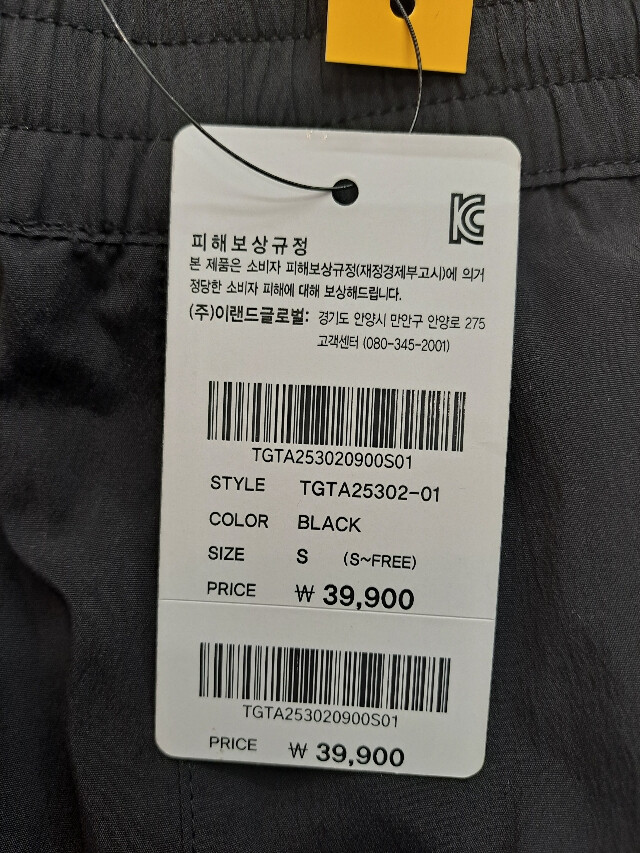 KC
피해보상규정
본 제품은 소비자 피해보상규정(재정경제부고시)에 의거
정당한 소비자 피해에 대해 보상해드립니다.
(주)이랜드글로벌: 경기도 안양시 만안구 안양로 275
고객센터 (080-345-2001)
TGTA253020900S01
STYLE TGTA25302-01
COLOR BLACK
SIZE S (S~FREE)
PRICE ₩ 39,900
TGTA253020900S01
PRICE ₩ 39,900